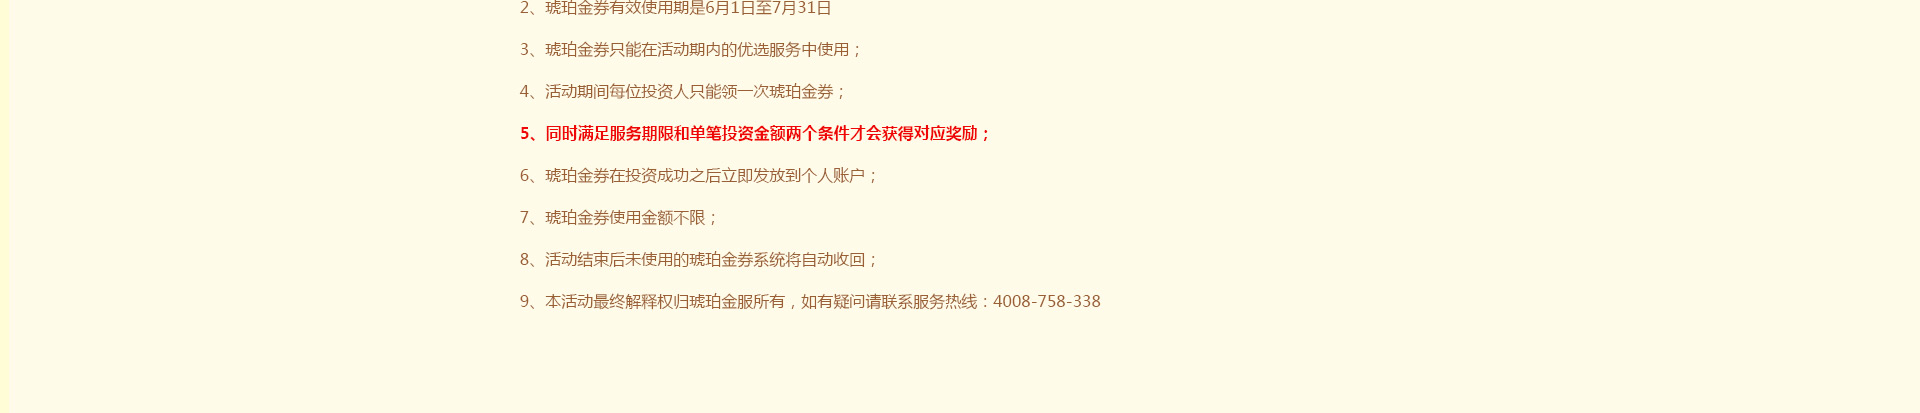 2、琥珀金券有效使用期是6月1日至7月31日
3、琥珀金券只能在活动期内的优选服务中使用；
4、活动期间每位投资人只能领一次琥珀金券；
5、同时满足服务期限和单笔投资金额两个条件才会获得对应奖励；
6、琥珀金券在投资成功之后立即发放到个人账户；
7、琥珀金券使用金额不限；
8、活动结束后未使用的琥珀金券系统将自动收回；
9、本活动最终解释权归琥珀金服所有，如有疑问请联系服务热线：4008-758-338